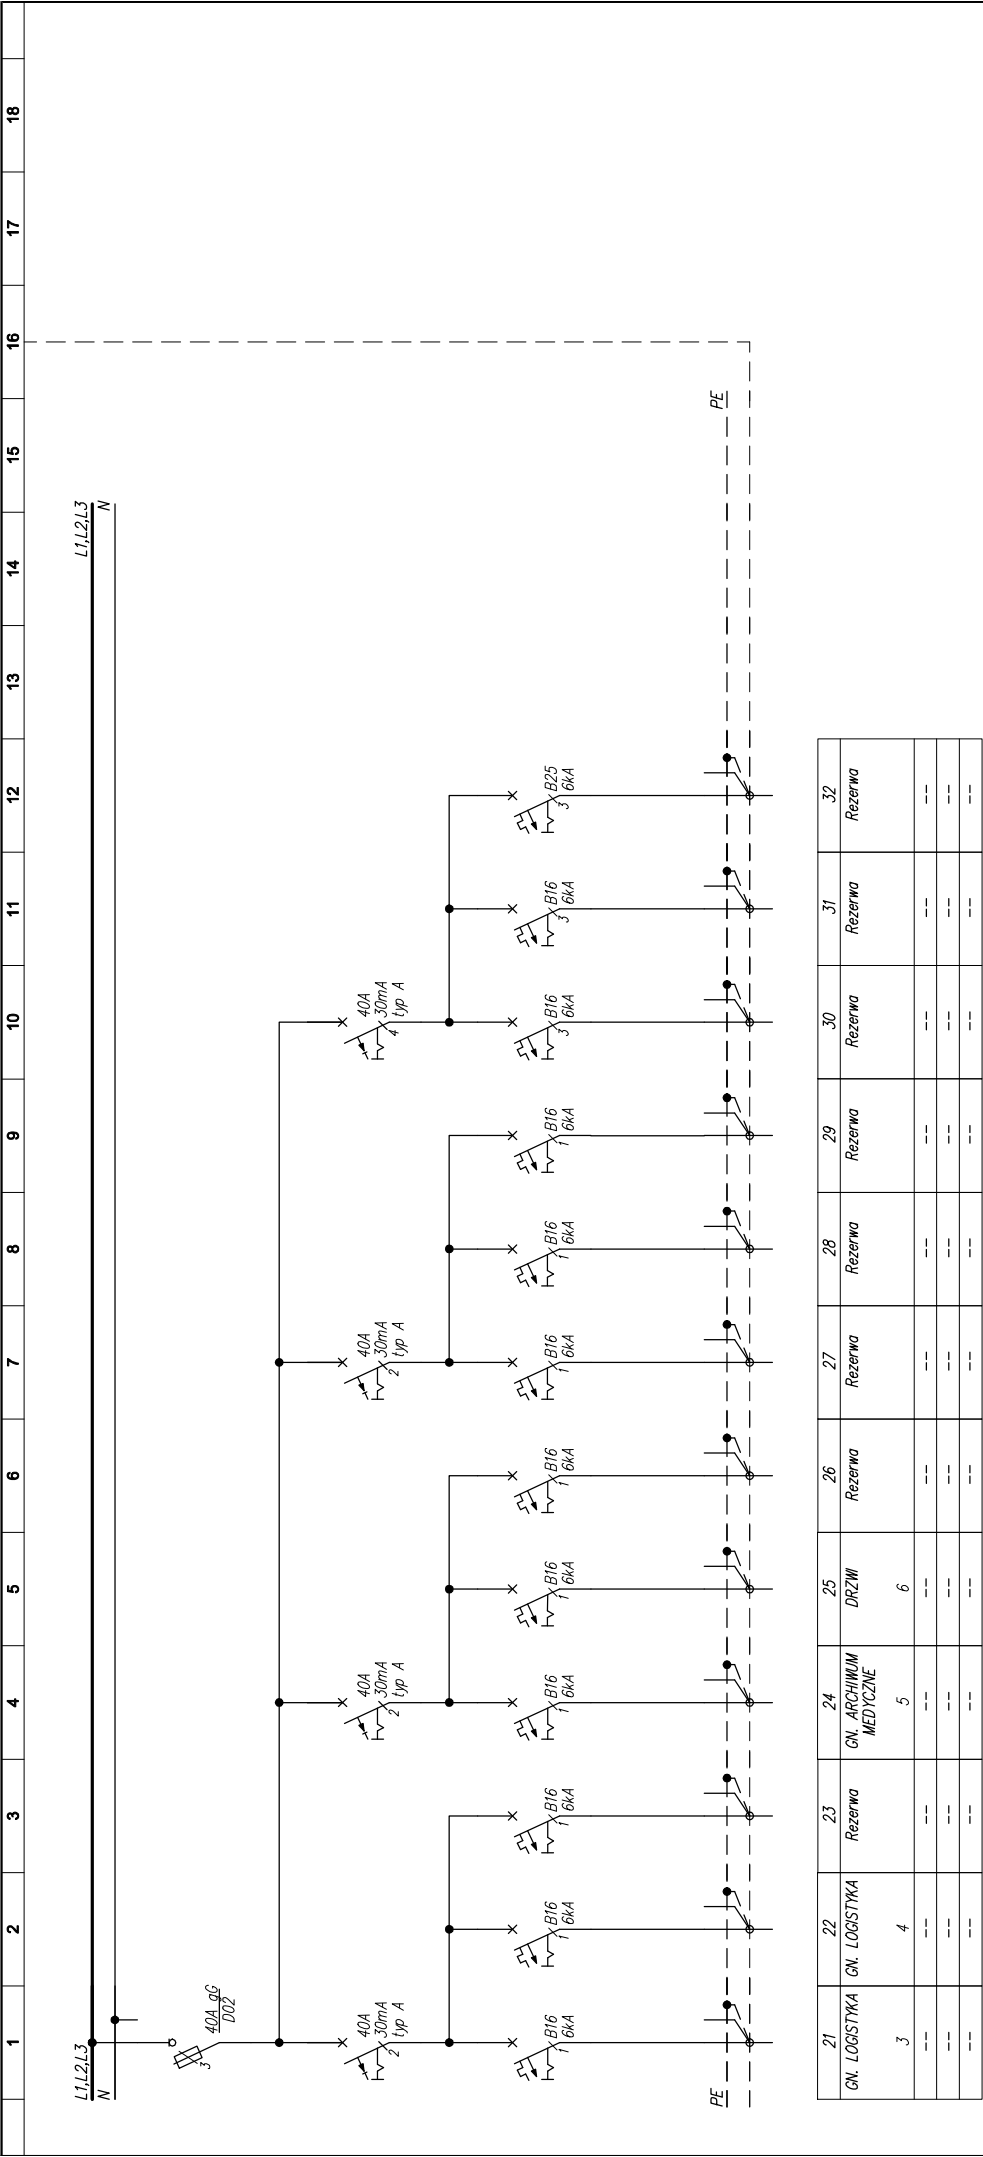 1 2 3 4 5 6 7 8 9 10 11 12 13 14 15 16 17 18
L1,L2,L3
N
L1,L2,L3
N
40A gG
D02
3
40A
30mA
typ A
2
40A
30mA
typ A
2
40A
30mA
typ A
2
40A
30mA
typ A
4
B16
6kA
1
B16
6kA
1
B16
6kA
1
B16
6kA
1
B16
6kA
1
B16
6kA
1
B16
6kA
1
B16
6kA
1
B16
6kA
1
B16
6kA
3
B16
6kA
3
B25
6kA
3
PE
PE
21 22 23 24 25 26 27 28 29 30 31 32
GN. LOGISTYKA GN. LOGISTYKA Rezerwa GN. ARCHIWUM DRZWI Rezerwa Rezerwa Rezerwa Rezerwa Rezerwa Rezerwa Rezerwa
MEDYCZNE
3 4 5 6
-- -- -- -- -- -- -- -- -- -- -- --
-- -- -- -- -- -- -- -- -- -- -- --
-- -- -- -- -- -- -- -- -- -- -- --